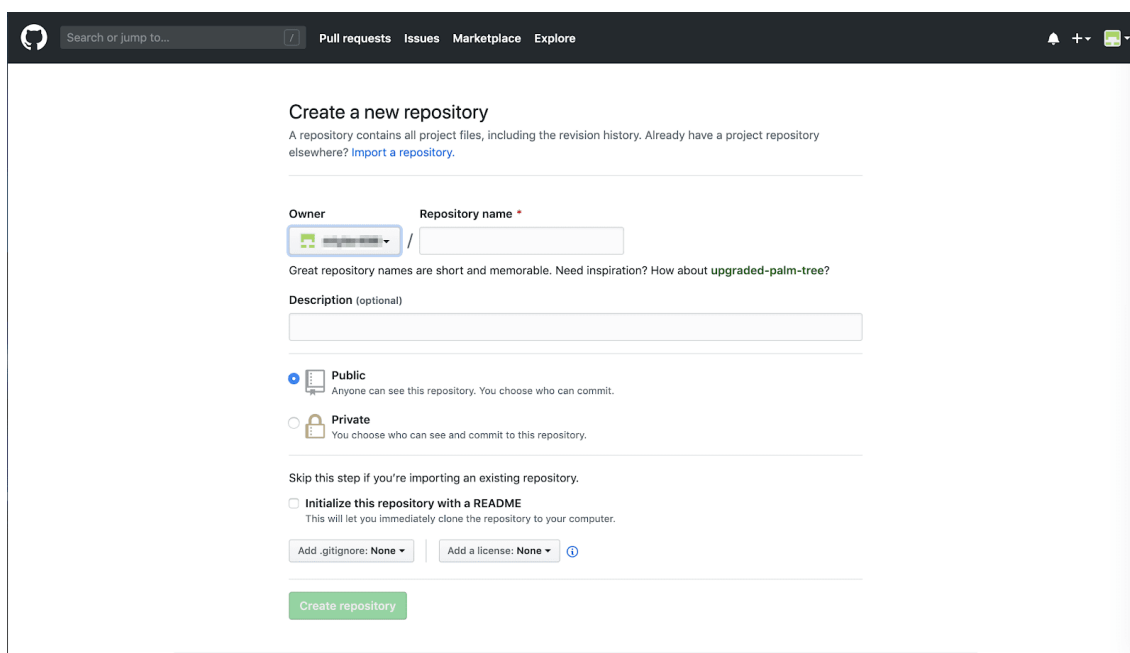 Search or jump to... /
Pull requests Issues Marketplace Explore
Create a new repository
A repository contains all project files, including the revision history. Already have a project repository
elsewhere? Import a repository.
Owner
Repository name *
/
Great repository names are short and memorable. Need inspiration? How about upgraded-palm-tree?
Description (optional)
Public
Anyone can see this repository. You choose who can commit.
Private
You choose who can see and commit to this repository.
Skip this step if you’re importing an existing repository.
Initialize this repository with a README
This will let you immediately clone the repository to your computer.
Add .gitignore: None
Add a license: None
Create repository